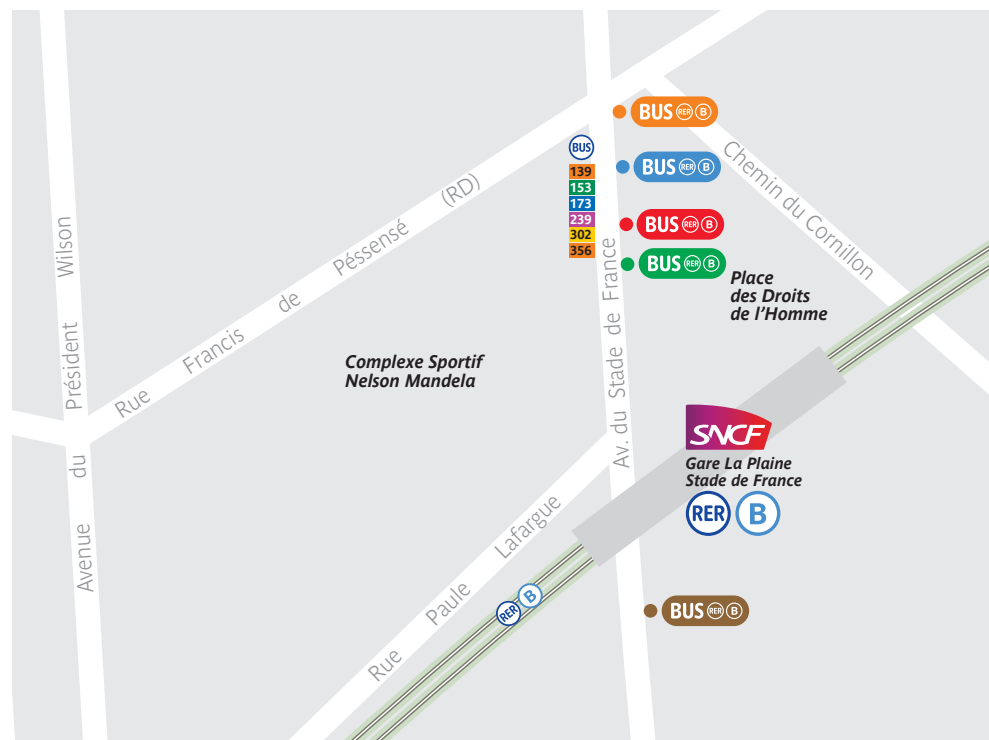 BUS RER B
BUS
BUS RER B
139
153
173
239
302
356
BUS RER B
BUS RER B
Chemin du Cornillon
Place
des Droits
de l'Homme
Avenue du Président Wilson
Rue Francis de Péssensé (RD)
Av. du Stade de France
Complexe Sportif
Nelson Mandela
SNCF
Gare La Plaine
Stade de France
RER B
Rue Paule Lafargue
RER B
BUS RER B